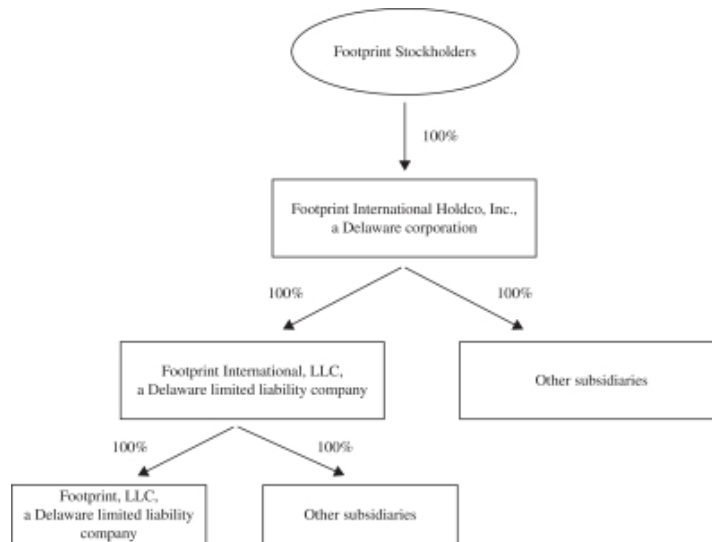 Footprint Stockholders
100%
Footprint International Holdco, Inc.,
a Delaware corporation
100%
100%
Footprint International, LLC,
a Delaware limited liability company
Other subsidiaries
100%
100%
Footprint, LLC,
a Delaware limited liability
company
Other subsidiaries